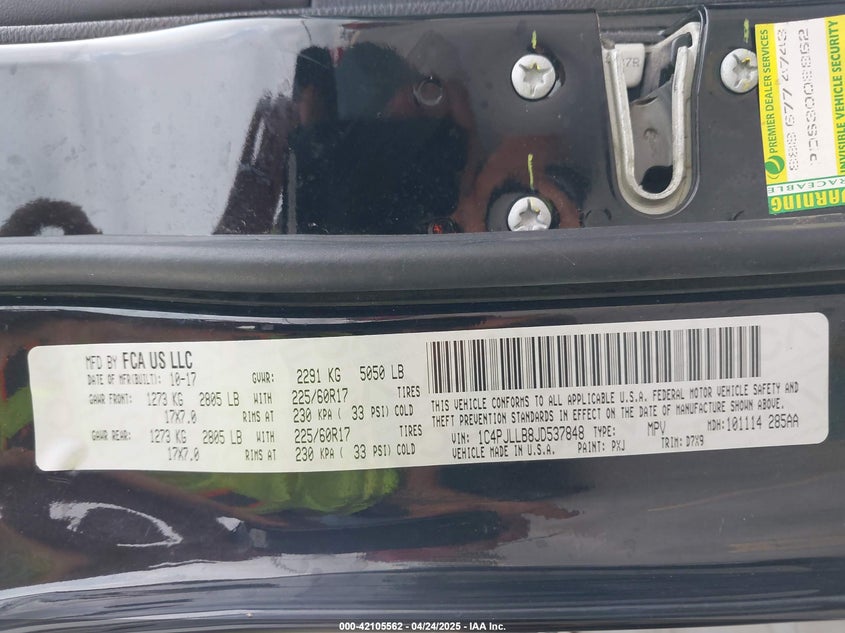 PREMIER DEALER SERVICES
888 677 4748
INVISIBLE VEHICLE SECURITY
WARNING
MFD BY FCA US LLC
DATE OF MFR(BUILT): 10-17
GVWR: 2291 KG 5050 LB
GAWR FRONT: 1273 KG 2805 LB WITH 225/60R17 TIRES
17X7.0 RIMS AT 230 KPA ( 33 PSI) COLD
GAWR REAR: 1273 KG 2805 LB WITH 225/60R17 TIRES
17X7.0 RIMS AT 230 KPA ( 33 PSI) COLD
THIS VEHICLE CONFORMS TO ALL APPLICABLE U.S.A. FEDERAL MOTOR VEHICLE SAFETY AND
THEFT PREVENTION STANDARDS IN EFFECT ON THE DATE OF MANUFACTURE SHOWN ABOVE.
VIN: 1C4PJLLB8JD537848 TYPE: MPV MDH: 101114 285AA
VEHICLE MADE IN U.S.A. PAINT: PXJ TRIM: D7X9
000-42105562 - 04/24/2025 - IAA Inc.